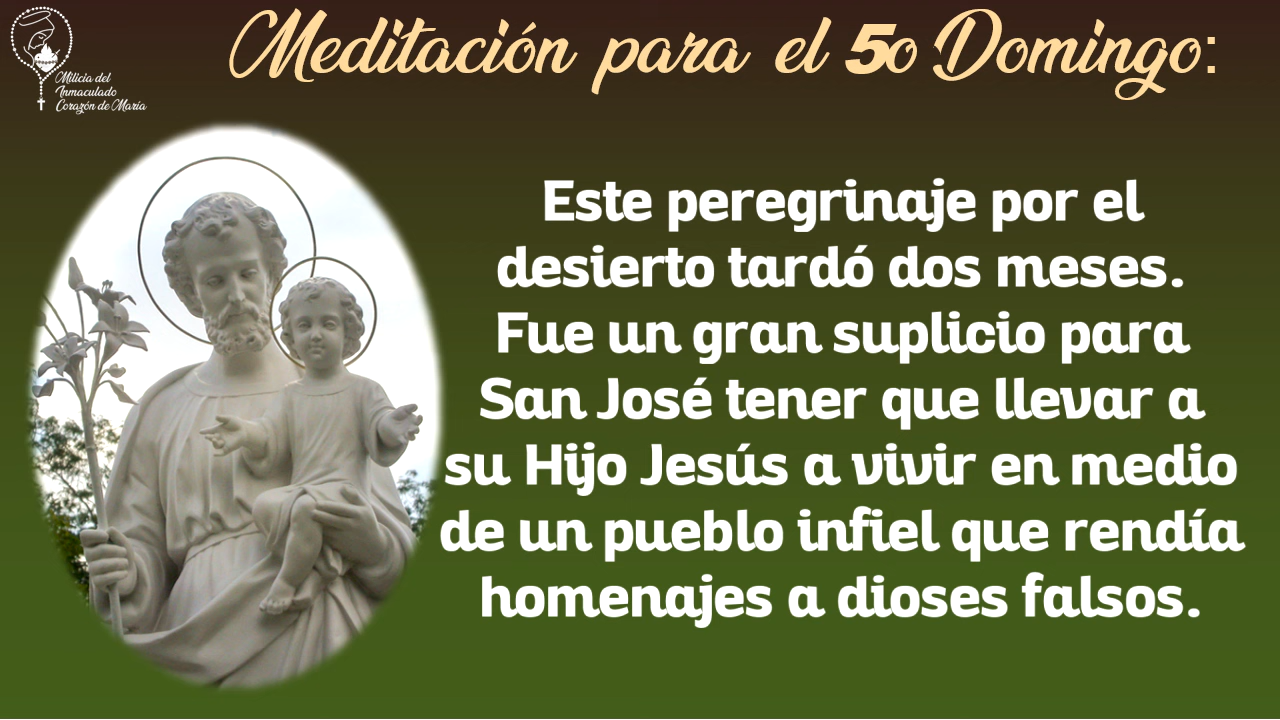 Meditación para el 5o Domingo:
Milicia del
Inmaculado
Corazón de María
Este peregrinaje por el
desierto tardó dos meses.
Fue un gran suplicio para
San José tener que llevar a
su Hijo Jesús a vivir en medio
de un pueblo infiel que rendía
homenajes a dioses falsos.